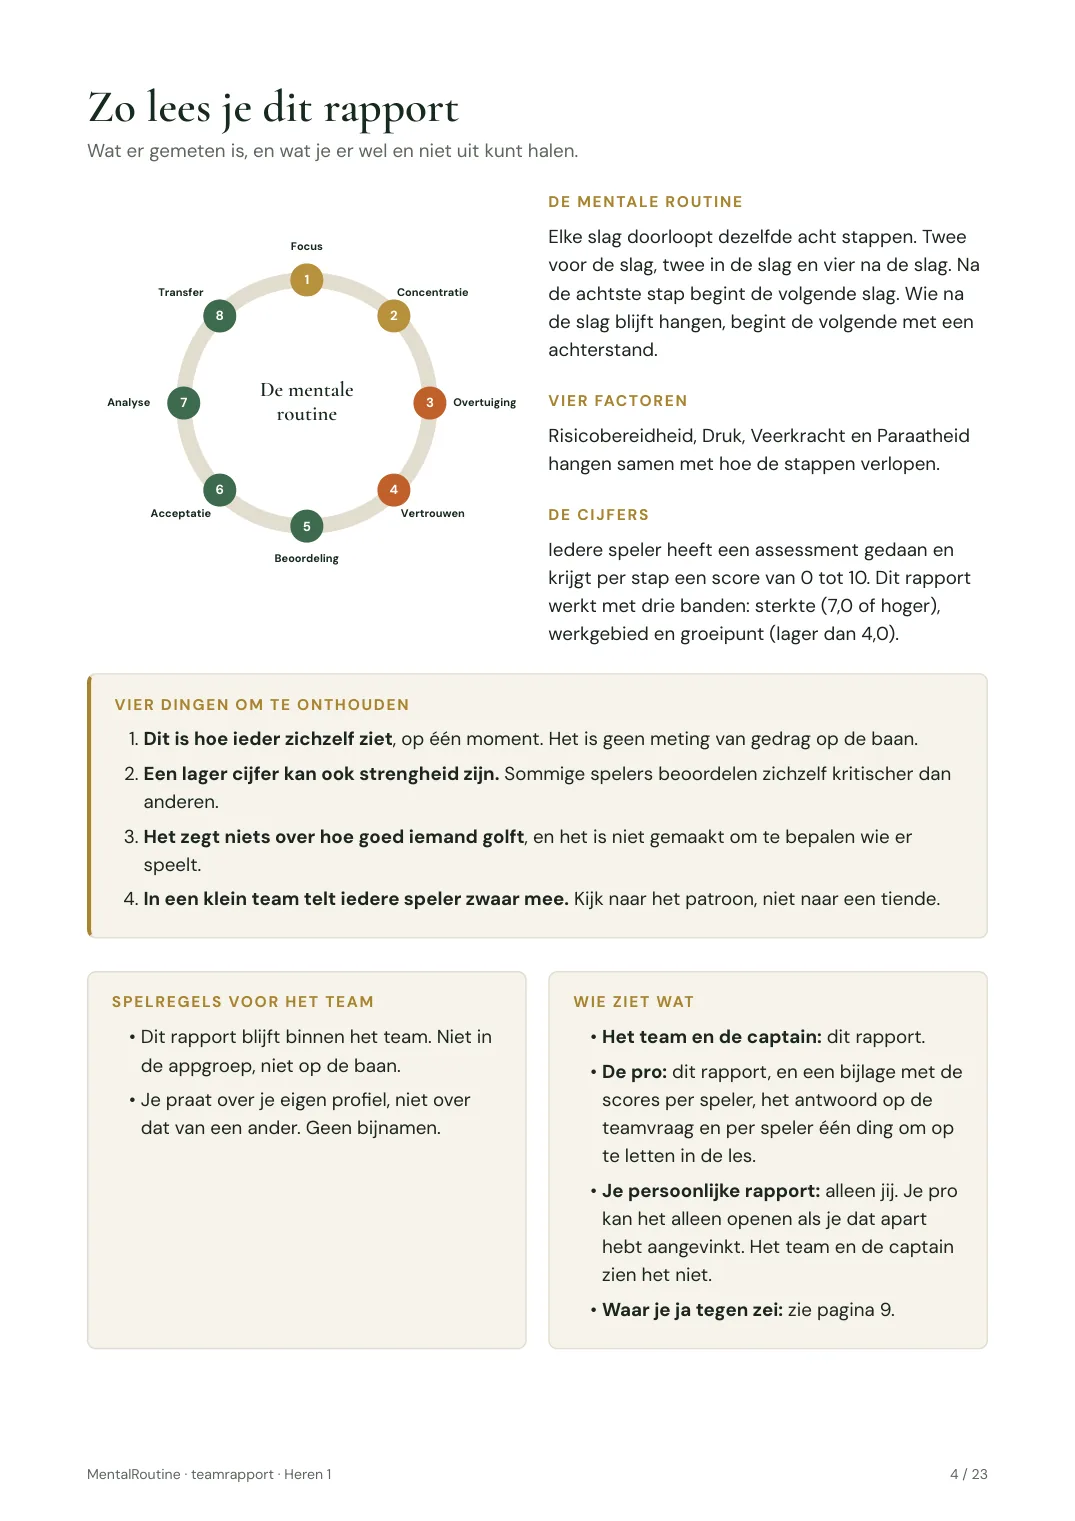 Zo lees je dit rapport
Wat er gemeten is, en wat je er wel en niet uit kunt halen.
Focus
1
Concentratie
2
Overtuiging
3
Vertrouwen
4
Beoordeling
5
Acceptatie
6
Analyse
7
Transfer
8
De mentale
routine
DE MENTALE ROUTINE
Elke slag doorloopt dezelfde acht stappen. Twee
voor de slag, twee in de slag en vier na de slag. Na
de achtste stap begint de volgende slag. Wie na
de slag blijft hangen, begint de volgende met een
achterstand.
VIER FACTOREN
Risicobereidheid, Druk, Veerkracht en Paraatheid
hangen samen met hoe de stappen verlopen.
DE CIJFERS
Iedere speler heeft een assessment gedaan en
krijgt per stap een score van 0 tot 10. Dit rapport
werkt met drie banden: sterkte (7,0 of hoger),
werkgebied en groeipunt (lager dan 4,0).
VIER DINGEN OM TE ONTHOUDEN
1. Dit is hoe ieder zichzelf ziet, op één moment. Het is geen meting van gedrag op de baan.
2. Een lager cijfer kan ook strengheid zijn. Sommige spelers beoordelen zichzelf kritischer dan
anderen.
3. Het zegt niets over hoe goed iemand golft, en het is niet gemaakt om te bepalen wie er
speelt.
4. In een klein team telt iedere speler zwaar mee. Kijk naar het patroon, niet naar een tiende.
SPELREGELS VOOR HET TEAM
• Dit rapport blijft binnen het team. Niet in
de appgroep, niet op de baan.
• Je praat over je eigen profiel, niet over
dat van een ander. Geen bijnamen.
WIE ZIET WAT
• Het team en de captain: dit rapport.
• De pro: dit rapport, en een bijlage met de
scores per speler, het antwoord op de
teamvraag en per speler één ding om op
te letten in de les.
• Je persoonlijke rapport: alleen jij. Je pro
kan het alleen openen als je dat apart
hebt aangevinkt. Het team en de captain
zien het niet.
• Waar je ja tegen zei: zie pagina 9.
MentalRoutine · teamrapport · Heren 1
4 / 23